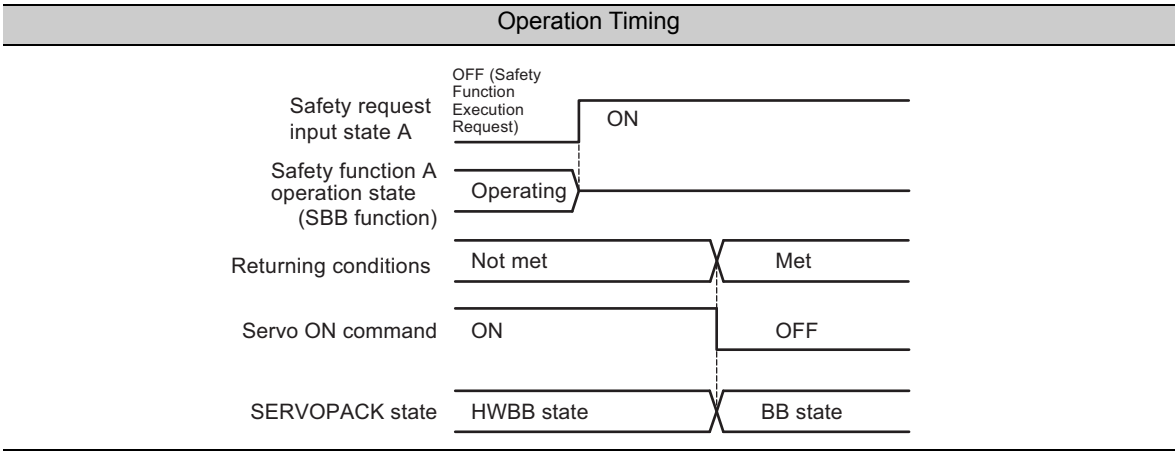 Operation Timing
OFF (Safety
Function
Execution
Request)
Safety request
input state A
ON
Safety function A
operation state
(SBB function)
Operating
Returning conditions
Not met
Met
Servo ON command
ON
OFF
SERVOPACK state
HWBB state
BB state